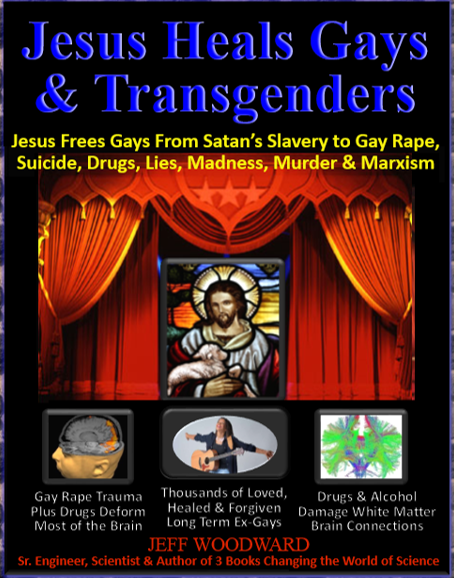 Jesus Heals Gays
& Transgenders
Jesus Frees Gays From Satan's Slavery to Gay Rape,
Suicide, Drugs, Lies, Madness, Murder & Marxism
Gay Rape Trauma
Plus Drugs Deform
Most of the Brain
Thousands of Loved,
Healed & Forgiven
Long Term Ex-Gays
Drugs & Alcohol
Damage White Matter
Brain Connections
JEFF WOODWARD
Sr. Engineer, Scientist & Author of 3 Books Changing the World of Science